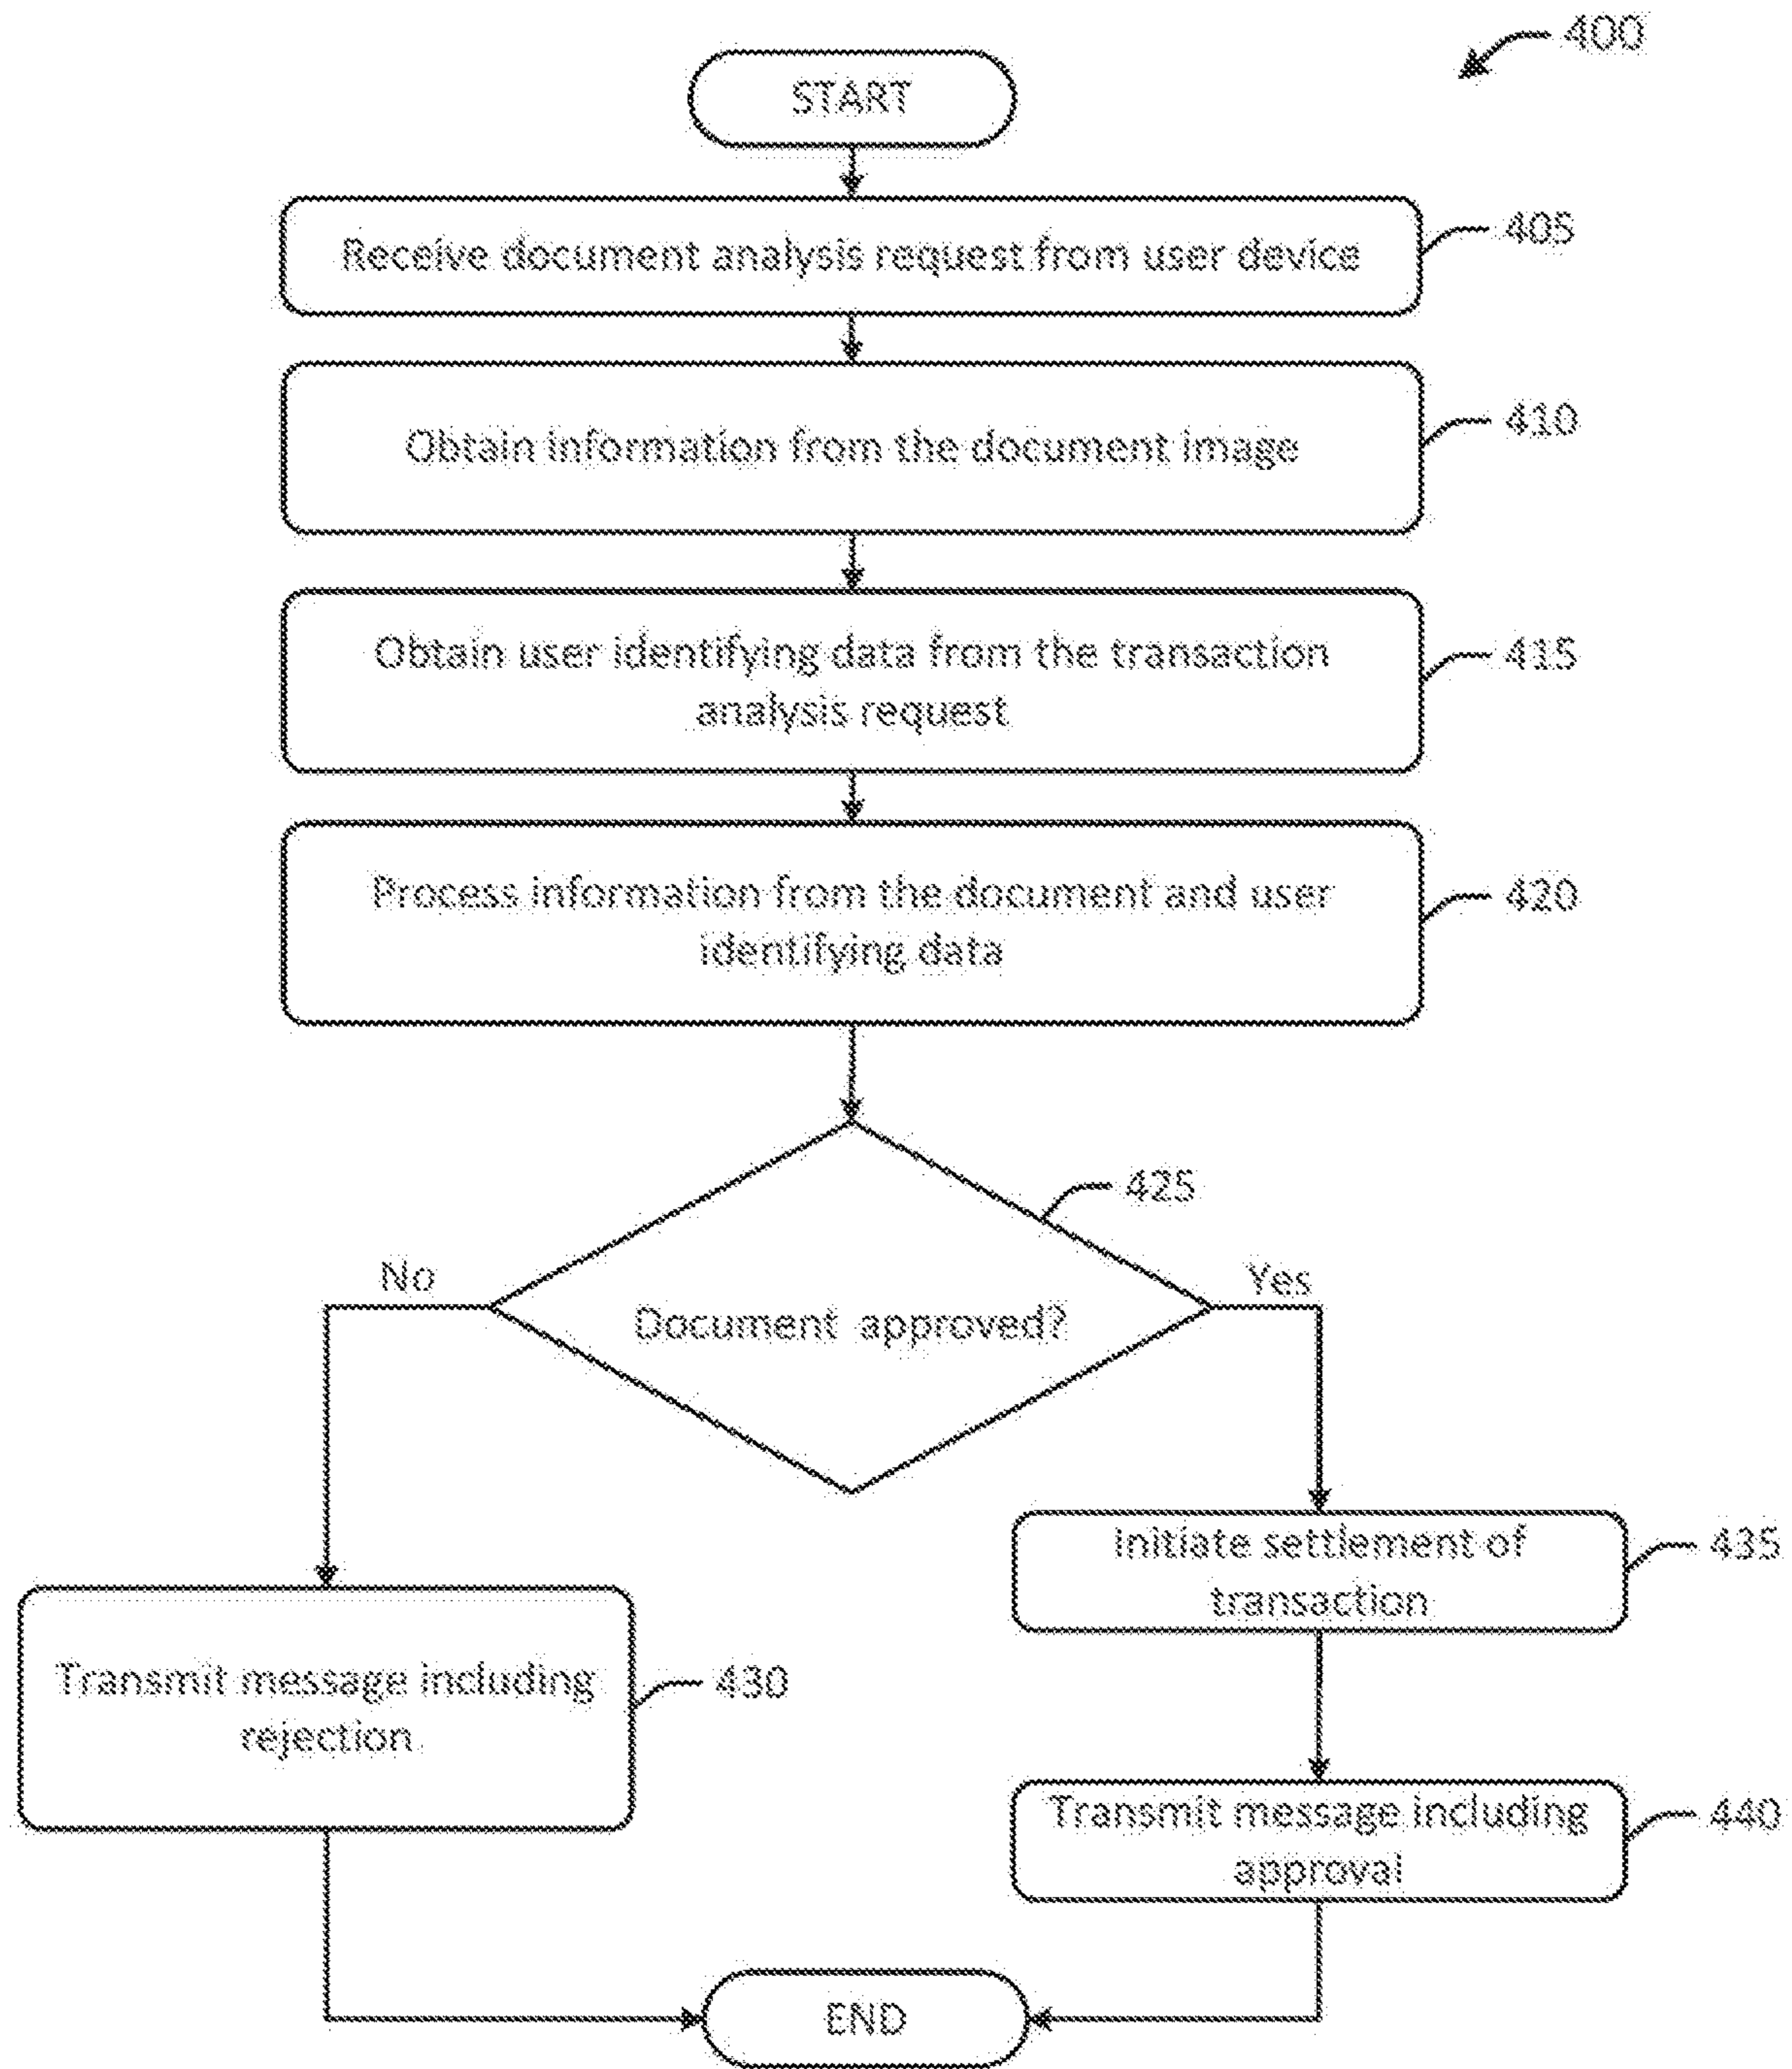 400
START
Receive document analysis request from user device
405
Obtain information from the document image
410
Obtain user identifying data from the transaction
analysis request
415
Process information from the document and user
identifying data
420
425
No
Yes
Document approved?
Initiate settlement of
transaction
435
Transmit message including
rejection
430
Transmit message including
approval
440
END